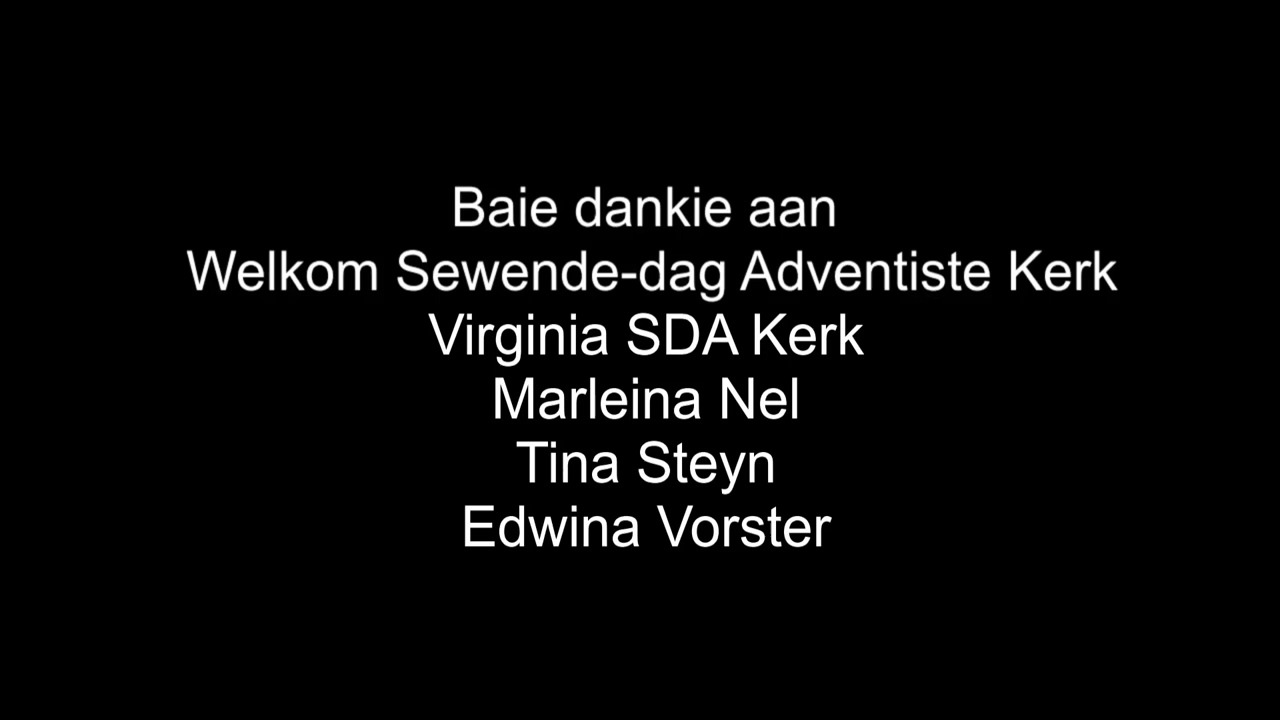 Baie dankie aan
Welkom Sewende-dag Adventiste Kerk
Virginia SDA Kerk
Marleina Nel
Tina Steyn
Edwina Vorster